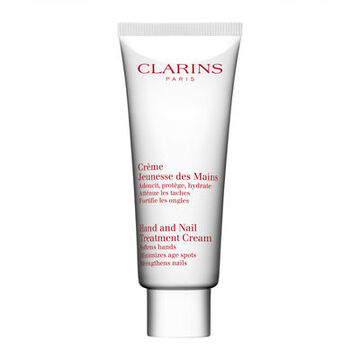 CLARINS
PARIS
Crème
Jeunesse des Mains
Adoucit, protège, hydrate
Atténue les taches
Fortifie les ongles
Hand and Nail
Treatment Cream
Softens hands
Minimizes age spots
Strengthens nails